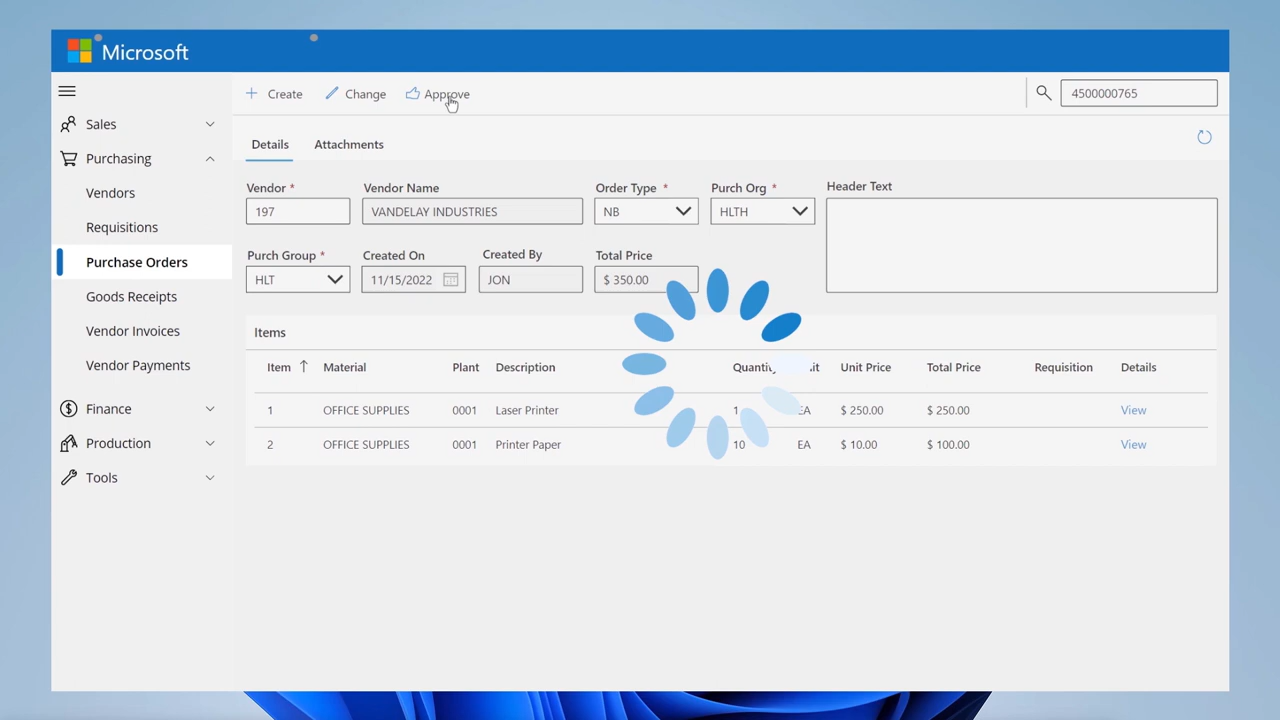 Microsoft
Create Change Approve 4500000765
Sales
Purchasing
Vendors
Requisitions
Purchase Orders
Goods Receipts
Vendor Invoices
Vendor Payments
Finance
Production
Tools
Details Attachments
Vendor * Vendor Name Order Type * Purch Org * Header Text
197 VANDELAY INDUSTRIES NB HLTH
Purch Group * Created On Created By Total Price
HLT 11/15/2022 JON $ 350.00
Items
Item Material Plant Description Unit Price Total Price Requisition Details
1 OFFICE SUPPLIES 0001 Laser Printer 1 EA $ 250.00 $ 250.00 View
2 OFFICE SUPPLIES 0001 Printer Paper 10 EA $ 10.00 $ 100.00 View